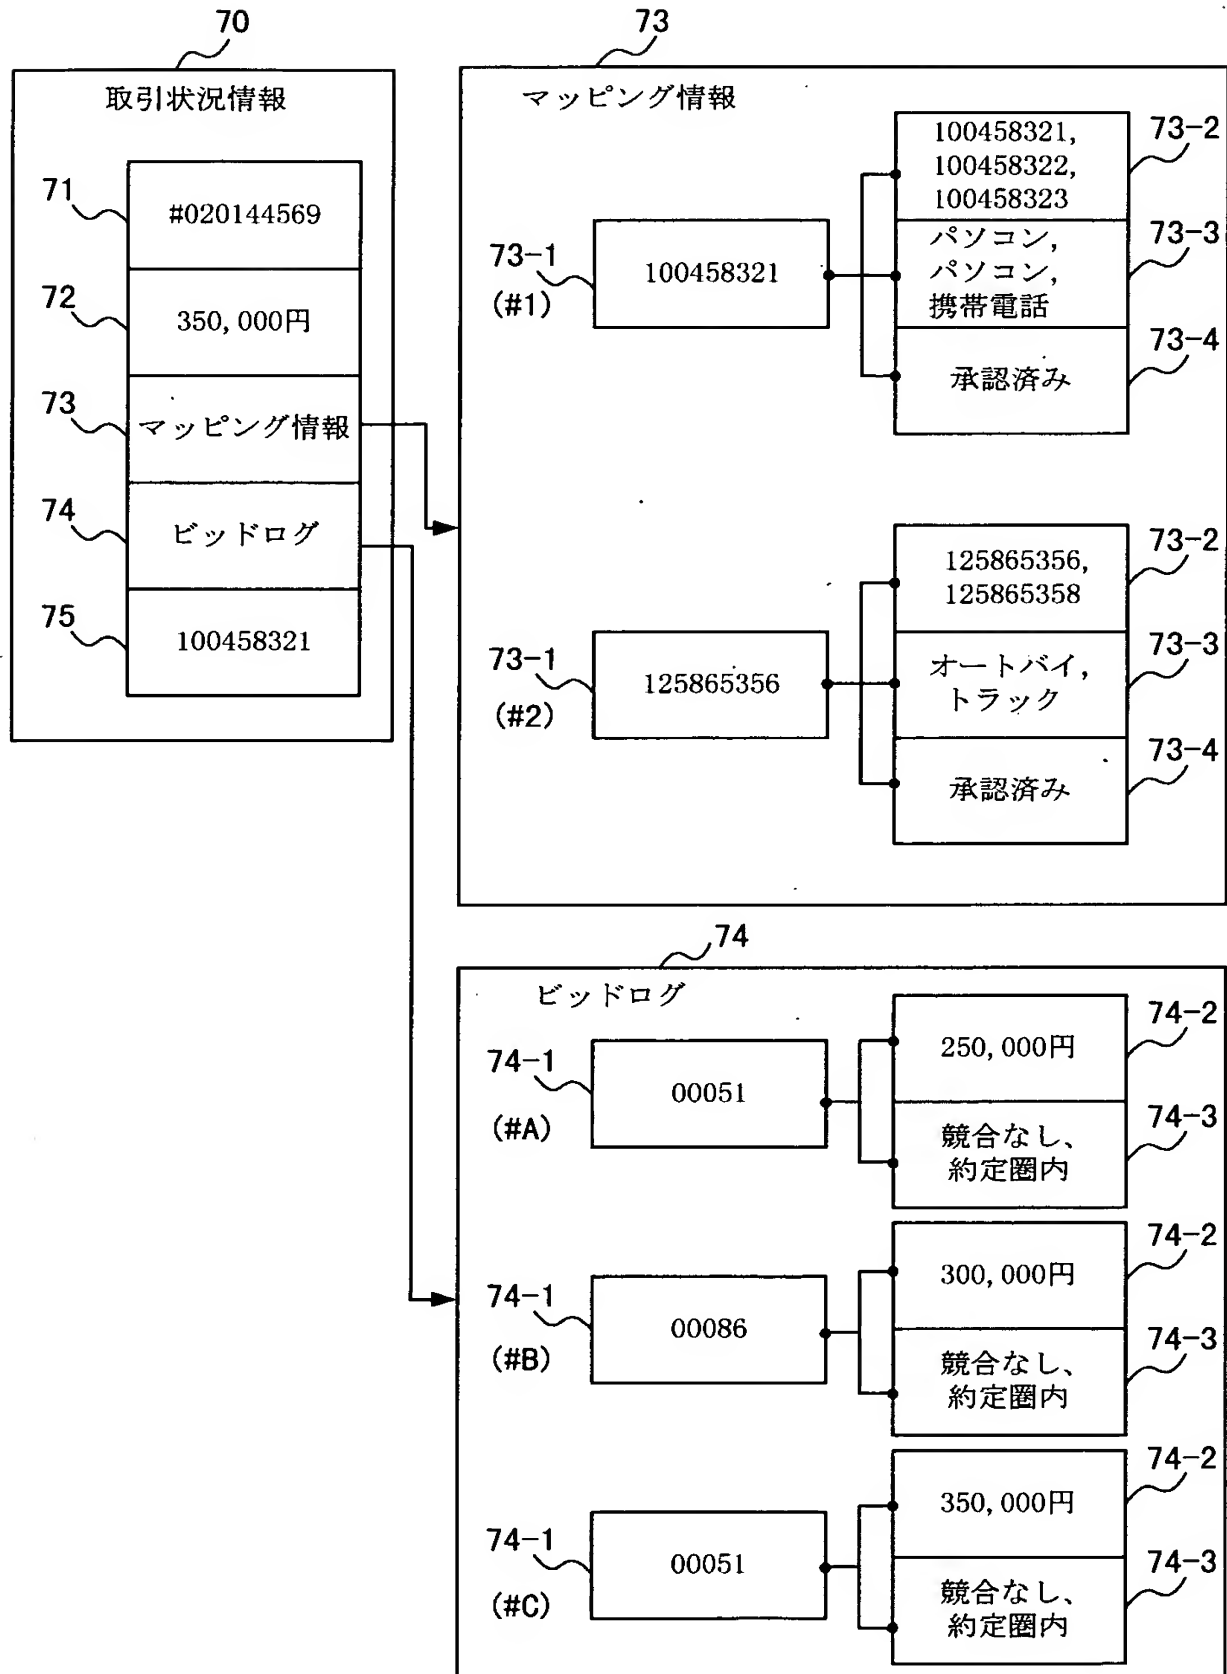 70
取引状況情報
71
#020144569
72
350,000円
73
マッピング情報
74
ビッドログ
75
100458321
73
マッピング情報
73-1
(#1)
100458321
100458321,
100458322,
100458323
73-2
パソコン,
パソコン,
携帯電話
73-3
承認済み
73-4
73-1
(#2)
125865356
125865356,
125865358
73-2
オートバイ,
トラック
73-3
承認済み
73-4
74
ビッドログ
74-1
(#A)
00051
250,000円
74-2
競合なし、
約定圏内
74-3
74-1
(#B)
00086
300,000円
74-2
競合なし、
約定圏内
74-3
74-1
(#C)
00051
350,000円
74-2
競合なし、
約定圏内
74-3